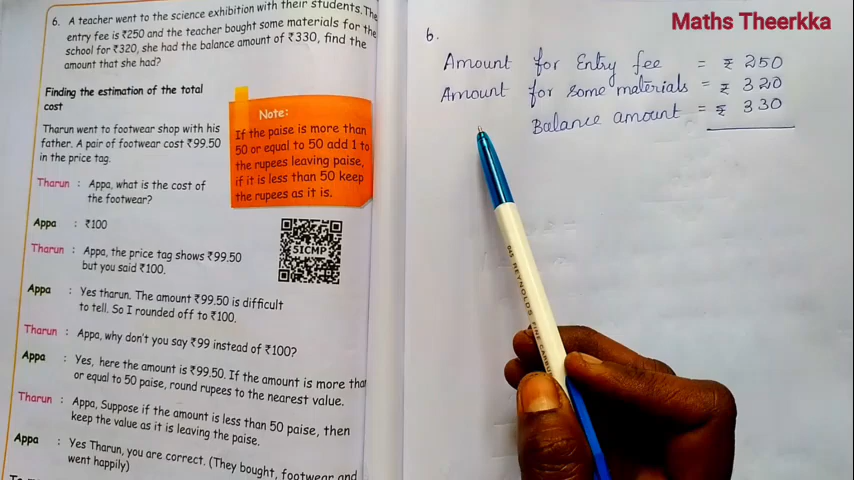 Maths Theerkka
6. A teacher went to the science exhibition with their students. The
entry fee is ₹250 and the teacher bought some materials for the
school for ₹320, she had the balance amount of ₹330, find the
amount that she had?
Finding the estimation of the total
cost
Tharun went to footwear shop with his
father. A pair of footwear cost ₹99.50
in the price tag.
Note:
If the paise is more than
50 or equal to 50 add 1 to
the rupees leaving paise,
if it is less than 50 keep
the rupees as it is.
Tharun : Appa, what is the cost of
the footwear?
Appa : ₹100
Tharun : Appa, the price tag shows ₹99.50
but you said ₹100.
5ICMP
Appa : Yes tharun. The amount ₹99.50 is difficult
to tell. So I rounded off to ₹100.
Tharun : Appa, why don't you say ₹99 instead of ₹100?
Appa : Yes, here the amount is ₹99.50. If the amount is more than
or equal to 50 paise, round rupees to the nearest value.
Tharun : Appa, Suppose if the amount is less than 50 paise, then
keep the value as it is leaving the paise.
Appa : Yes Tharun, you are correct. (They bought, footwear and
went happily)
6.
Amount for Entry fee = ₹ 250
Amount for some materials = ₹ 320
Balance amount = ₹ 330
REYNOLDS FINE CARBU